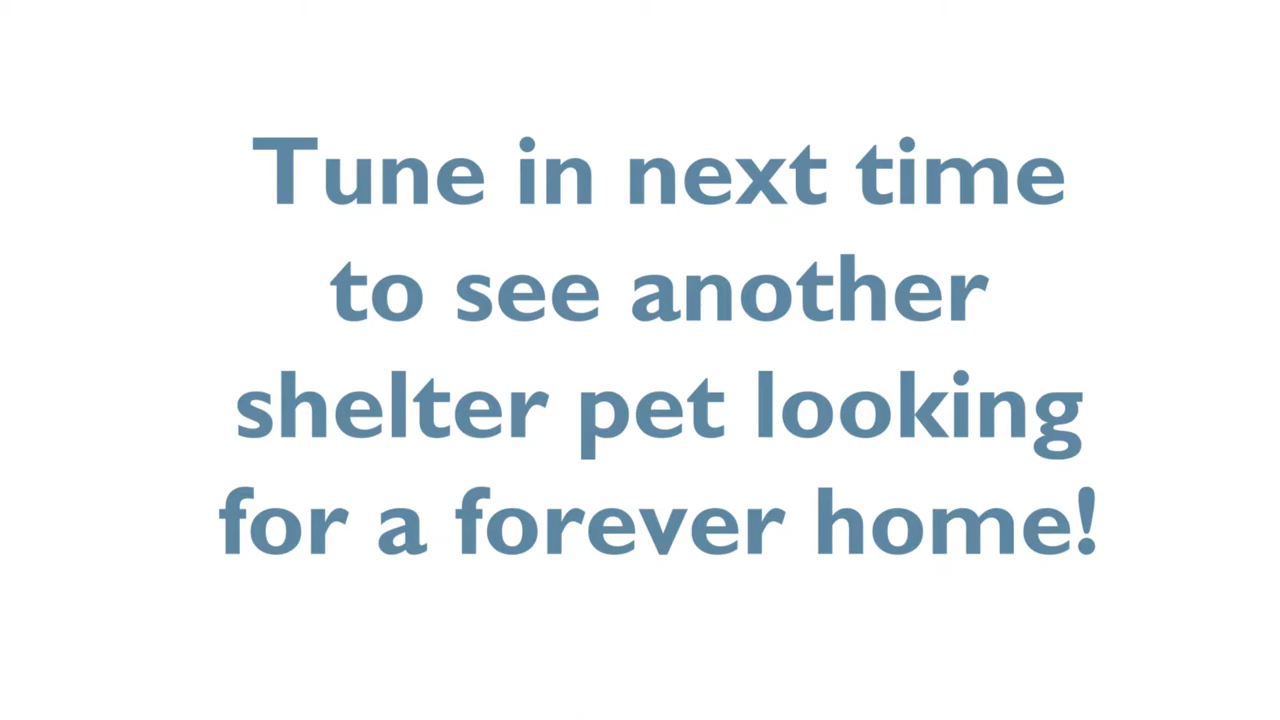 Tune in next time
to see another
shelter pet looking
for a forever home!